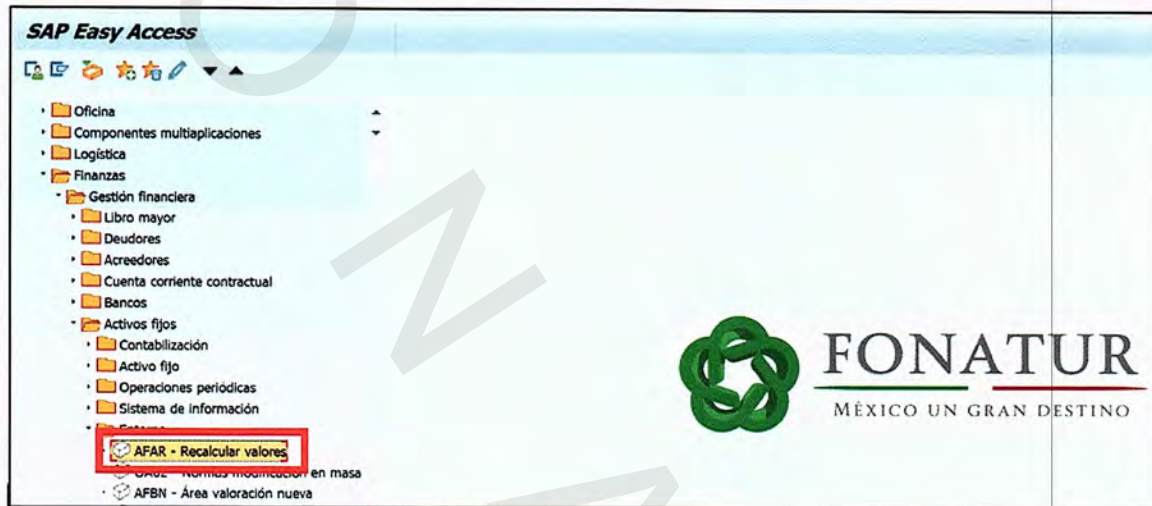 SAP Easy Access
Oficina
Componentes multiaplicaciones
Logística
Finanzas
Gestión financiera
Libro mayor
Deudores
Acreedores
Cuenta corriente contractual
Bancos
Activos fijos
Contabilización
Activo fijo
Operaciones periódicas
Sistema de información
AFAR - Recalcular valores
en masa
AFBN - Área valoración nueva
FONATUR
MÉXICO UN GRAN DESTINO